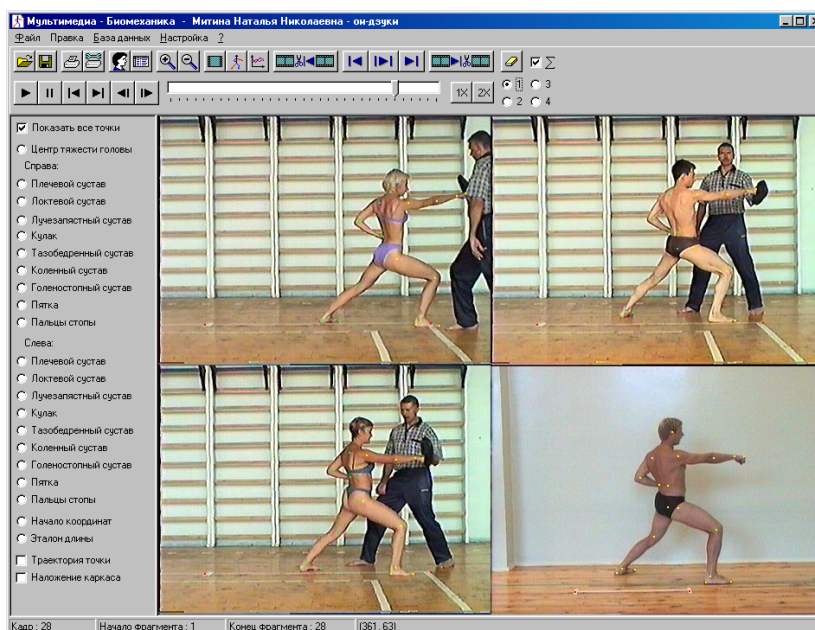 Мультимедиа - Биомеханика - Митина Наталья Николаевна - ои-дзуки
Файл Правка База данных Настройка ?
Σ
1X 2X
1 3
2 4
Показать все точки
Центр тяжести головы
Справа:
Плечевой сустав
Локтевой сустав
Лучезапястный сустав
Кулак
Тазобедренный сустав
Коленный сустав
Голеностопный сустав
Пятка
Пальцы стопы
Слева:
Плечевой сустав
Локтевой сустав
Лучезапястный сустав
Кулак
Тазобедренный сустав
Коленный сустав
Голеностопный сустав
Пятка
Пальцы стопы
Начало координат
Эталон длины
Траектория точки
Наложение каркаса
Кадр : 28 Начало фрагмента : 1 Конец фрагмента : 28 (361, 63)